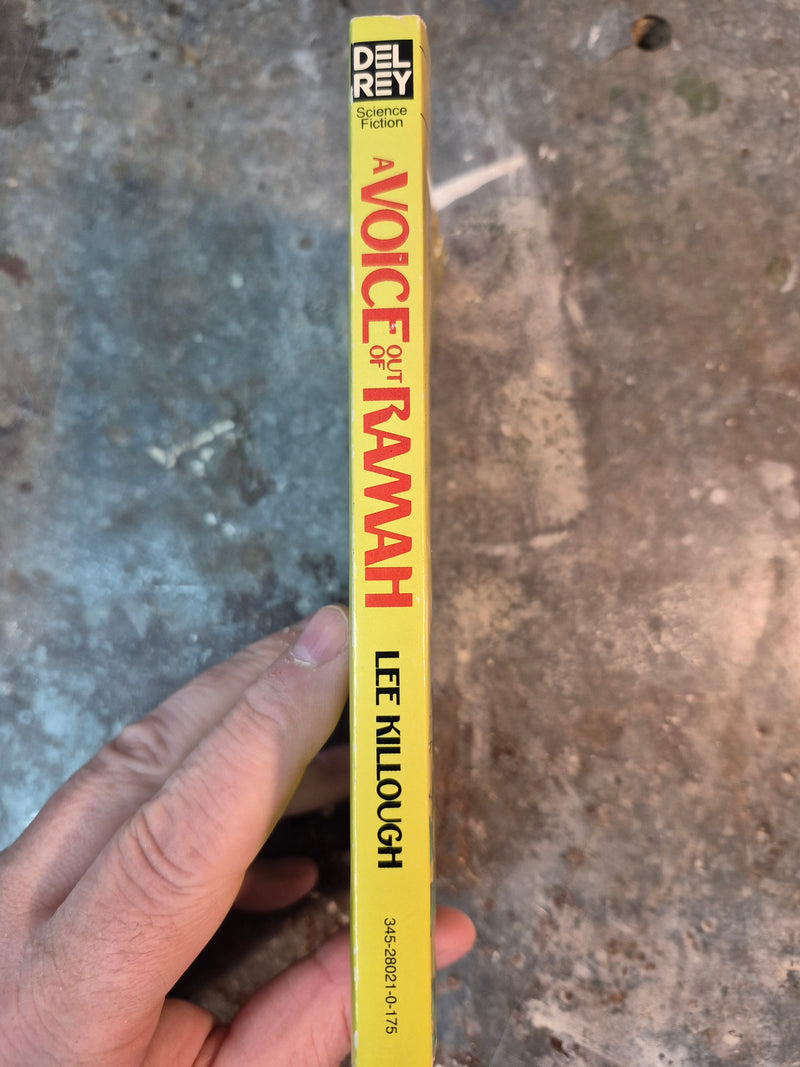 DEL
REY
Science
Fiction
A VOICE
OUT
OF
RAMAH
LEE KILLOUGH
345-28021-0-175